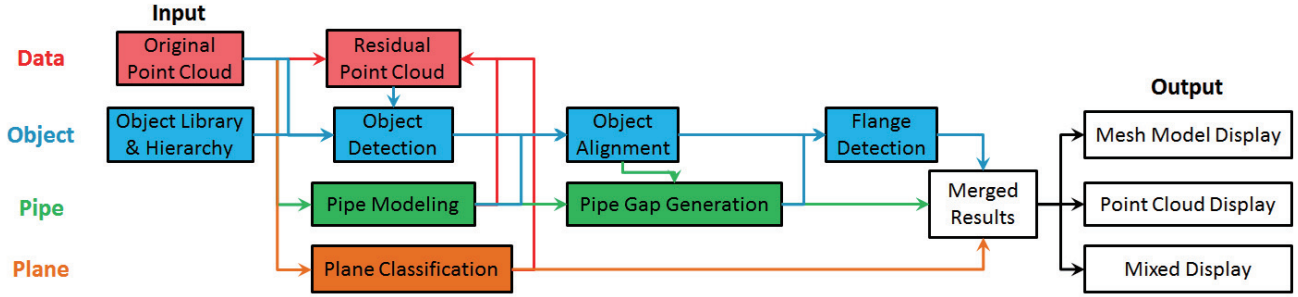 Input
Data
Original
Point Cloud
Residual
Point Cloud
Output
Object
Object Library
& Hierarchy
Object
Detection
Object
Alignment
Flange
Detection
Mesh Model Display
Pipe
Pipe Modeling
Pipe Gap Generation
Merged
Results
Point Cloud Display
Plane
Plane Classification
Mixed Display